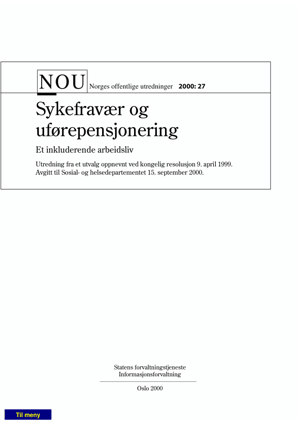 NOU Norges offentlige utredninger 2000: 27
Sykefravær og
uførepensjonering
Et inkluderende arbeidsliv
Utredning fra et utvalg oppnevnt ved kongelig resolusjon 9. april 1999.
Avgitt til Sosial- og helsedepartementet 15. september 2000.
Statens forvaltningstjeneste
Informasjonsforvaltning
Oslo 2000
Til meny